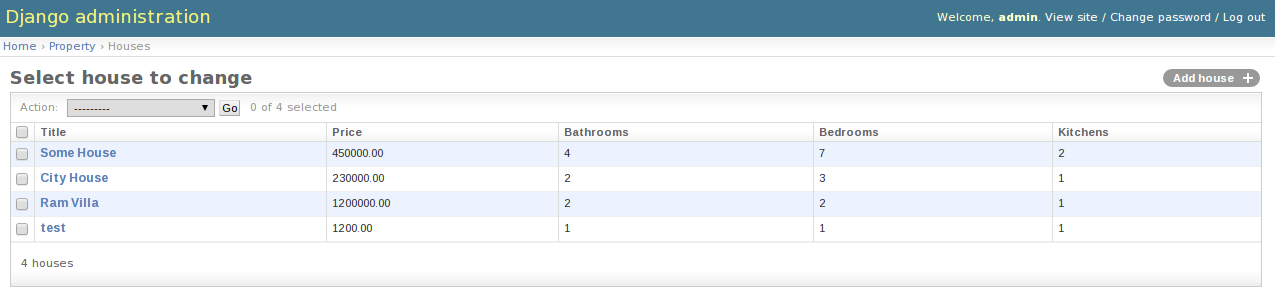 Django administration
Welcome, admin. View site / Change password / Log out
Home › Property › Houses
Select house to change
Add house +
Action: --------- Go 0 of 4 selected
Title Price Bathrooms Bedrooms Kitchens
Some House 450000.00 4 7 2
City House 230000.00 2 3 1
Ram Villa 1200000.00 2 2 1
test 1200.00 1 1 1
4 houses